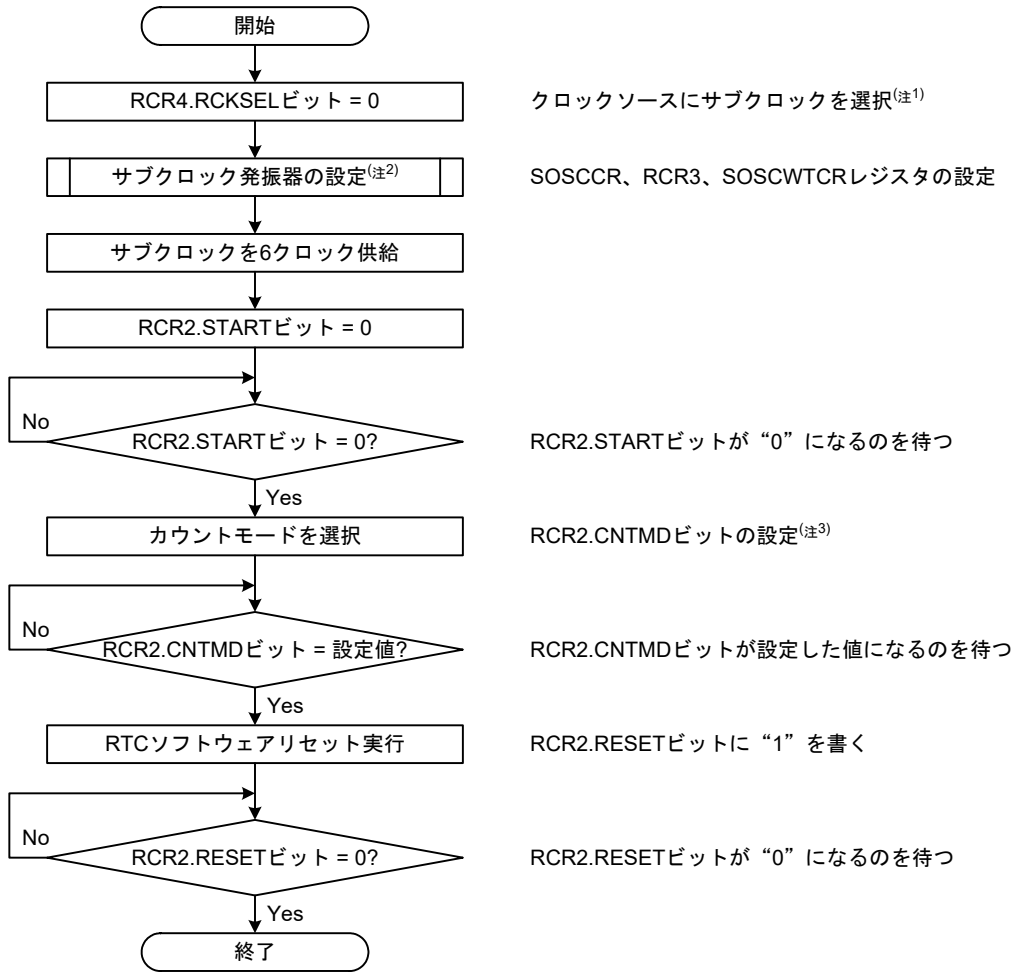 開始
RCR4.RCKSELビット = 0
クロックソースにサブクロックを選択(注1)
サブクロック発振器の設定(注2)
SOSCCR、RCR3、SOSCWTCRレジスタの設定
サブクロックを6クロック供給
RCR2.STARTビット = 0
No
RCR2.STARTビット = 0?
RCR2.STARTビットが“0”になるのを待つ
Yes
カウントモードを選択
RCR2.CNTMDビットの設定(注3)
No
RCR2.CNTMDビット = 設定値?
RCR2.CNTMDビットが設定した値になるのを待つ
Yes
RTCソフトウェアリセット実行
RCR2.RESETビットに“1”を書く
No
RCR2.RESETビット = 0?
RCR2.RESETビットが“0”になるのを待つ
Yes
終了